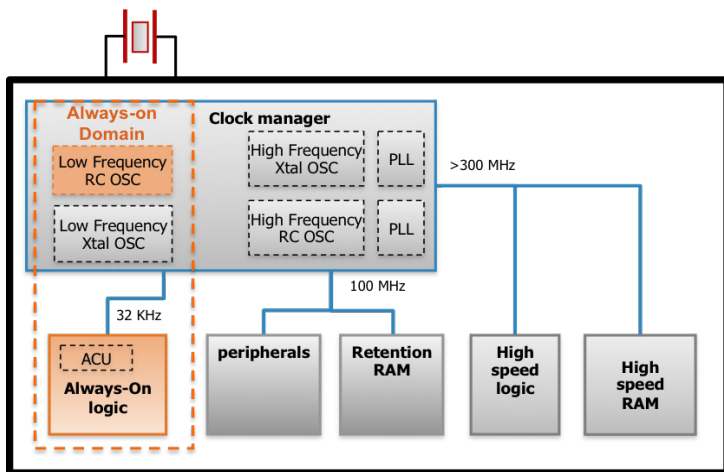 Always-on
Domain
Clock manager
Low Frequency
RC OSC
High Frequency
Xtal OSC
PLL
>300 MHz
Low Frequency
Xtal OSC
High Frequency
RC OSC
PLL
32 KHz
100 MHz
ACU
Always-On
logic
peripherals
Retention
RAM
High
speed
logic
High
speed
RAM